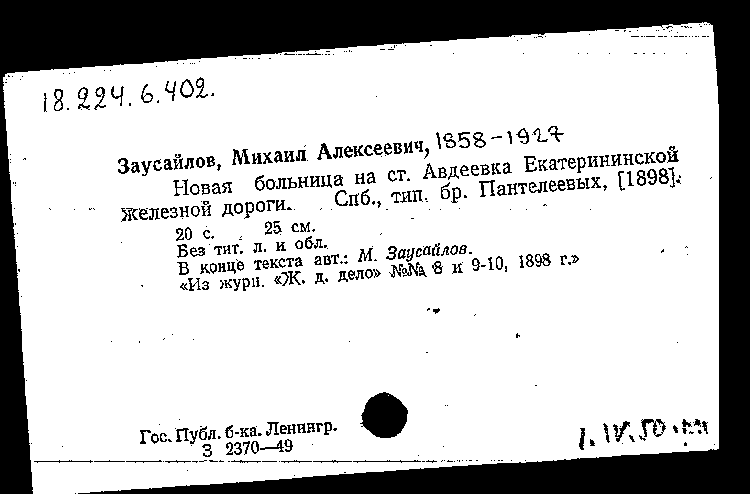 18.224.6.402.
Заусайлов, Михаил Алексеевич, 1858-1927
Новая больница на ст. Авдеевка Екатерининской
железной дороги. Спб., тип. бр. Пантелеевых, [1898].
20 с. 25 см.
Без тит. л. и обл.
В конце текста авт.: М. Заусайлов.
«Из журн. «Ж. д. дело» №№ 8 и 9-10, 1898 г.»
Гос. Публ. б-ка. Ленингр.
З 2370—49